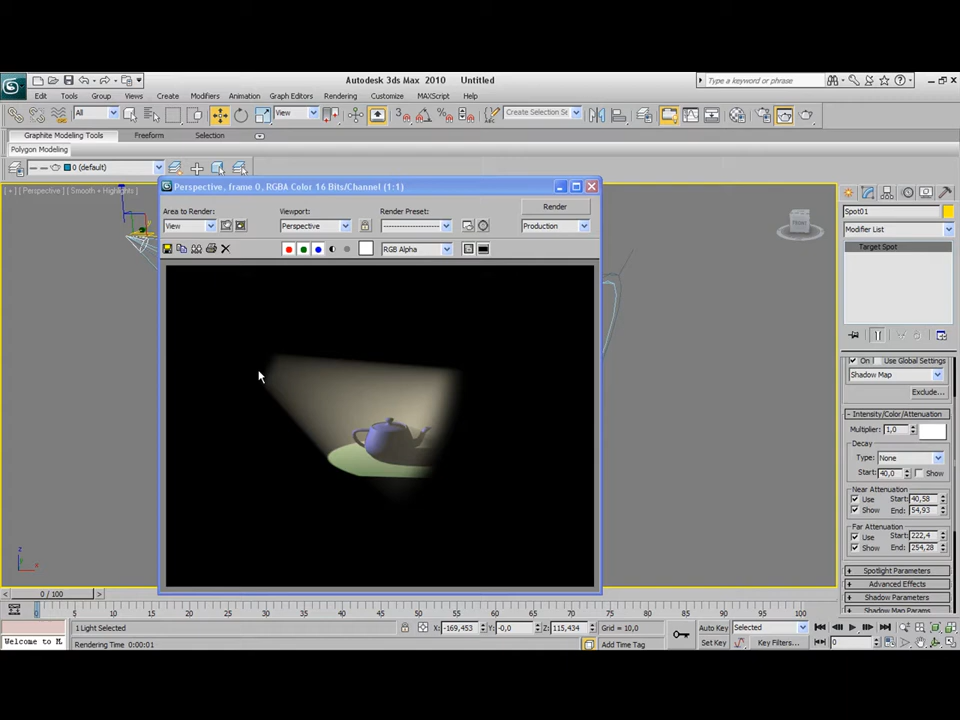 Autodesk 3ds Max 2010 Untitled
Type a keyword or phrase
Edit Tools Group Views Create Modifiers Animation Graph Editors Rendering Customize MAXScript Help
All View Create Selection Se
Graphite Modeling Tools Freeform Selection
Polygon Modeling
0 (default)
[ + ] [ Perspective ] [ Smooth + Highlights ]
Perspective, frame 0, RGBA Color 16 Bits/Channel (1:1)
Area to Render: Viewport: Render Preset: Render
View Perspective Production
RGB Alpha
FRONT
Spot01
Modifier List
Target Spot
On Use Global Settings
Shadow Map
Exclude...
Intensity/Color/Attenuation
Multiplier: 1,0
Decay
Type: None
Start: 40,0 Show
Near Attenuation
Use Start: 40,58
Show End: 54,93
Far Attenuation
Use Start: 222,4
Show End: 254,28
Spotlight Parameters
Advanced Effects
Shadow Parameters
Shadow Map Params
z
x
0 / 100
0 5 10 15 20 25 30 35 40 45 50 55 60 65 70 75 80 85 90 95 100
1 Light Selected X: -169,453 Y: -0,0 Z: 115,434 Grid = 10,0 Auto Key Selected
Welcome to M. Rendering Time 0:00:01 Add Time Tag Set Key Key Filters... 0